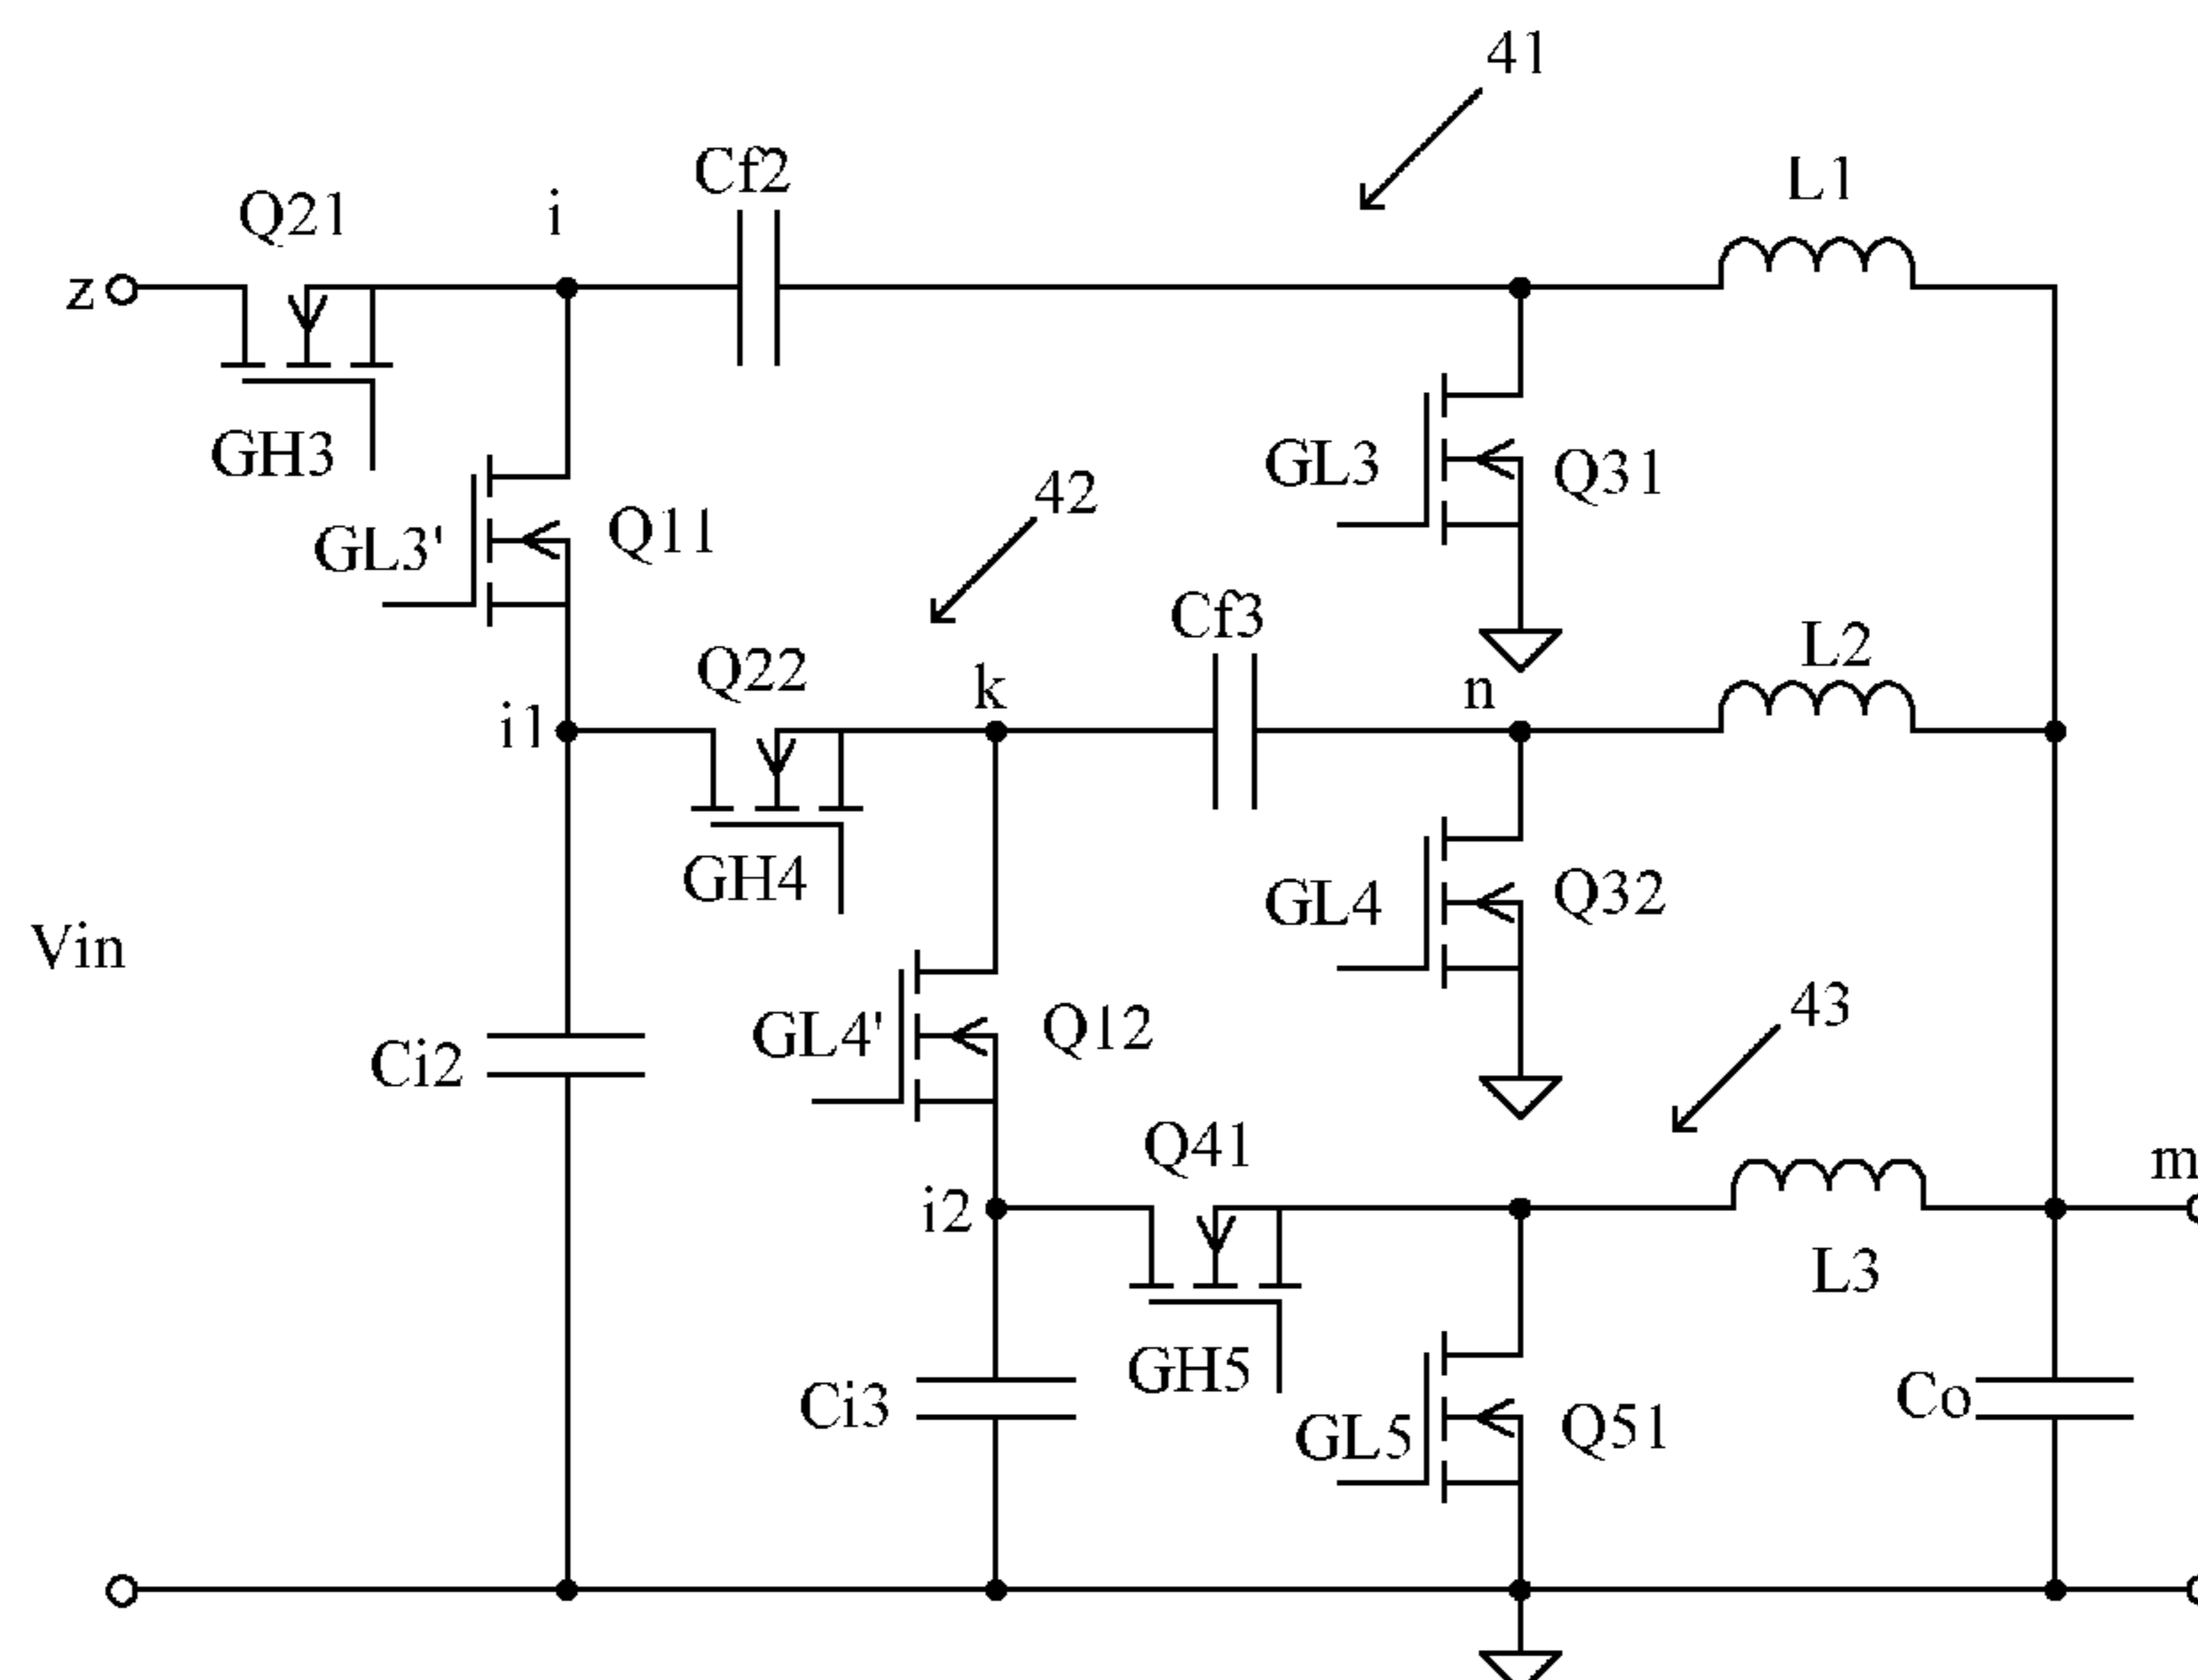 41
Cf2
L1
Q21
i
z
GH3
GL3
Q31
42
GL3'
Q11
Cf3
L2
Q22
k
n
i1
GH4
GL4
Q32
Vin
43
GL4'
Q12
Ci2
Q41
m
i2
L3
GH5
Ci3
Co
GL5
Q51